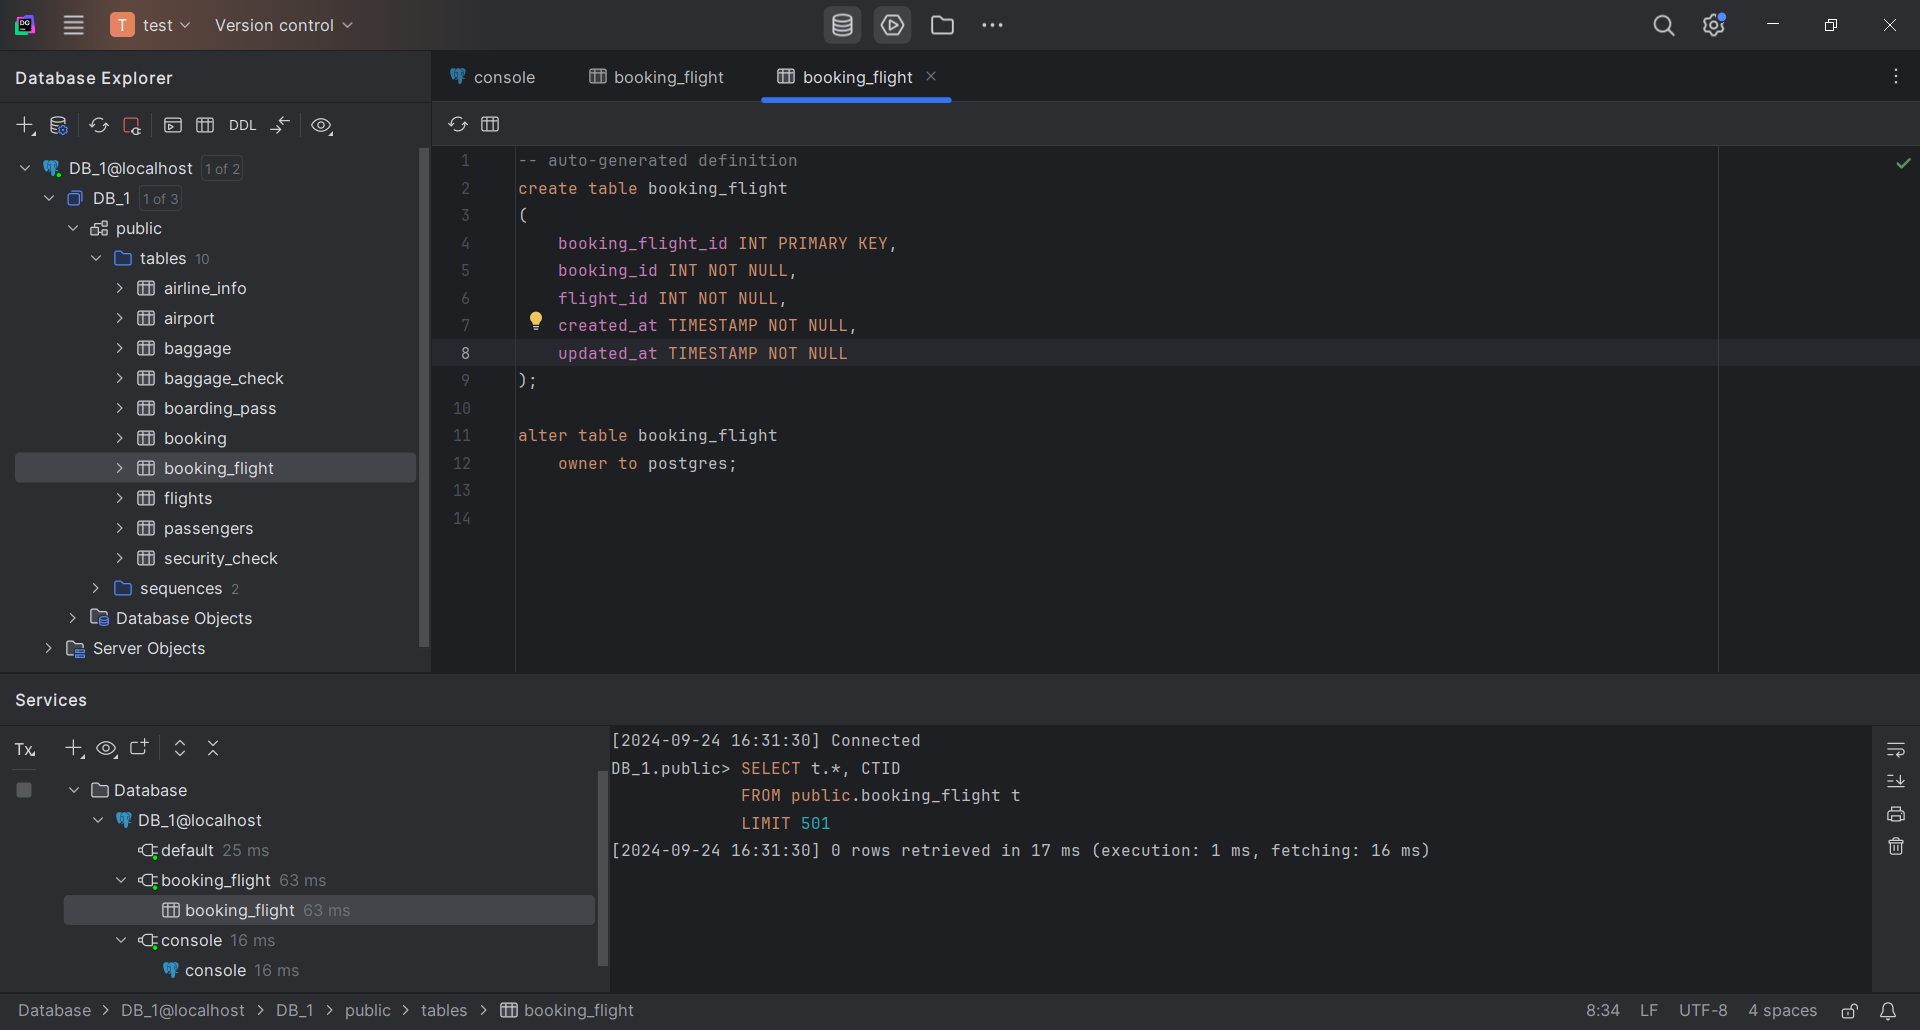 T test Version control
Database Explorer
console booking_flight booking_flight
DDL
DB_1@localhost 1 of 2
DB_1 1 of 3
public
tables 10
airline_info
airport
baggage
baggage_check
boarding_pass
booking
booking_flight
flights
passengers
security_check
sequences 2
Database Objects
Server Objects
1 -- auto-generated definition
2 create table booking_flight
3 (
4 booking_flight_id INT PRIMARY KEY,
5 booking_id INT NOT NULL,
6 flight_id INT NOT NULL,
7 created_at TIMESTAMP NOT NULL,
8 updated_at TIMESTAMP NOT NULL
9 );
10
11 alter table booking_flight
12 owner to postgres;
13
14
Services
Tx
Database
DB_1@localhost
default 25 ms
booking_flight 63 ms
booking_flight 63 ms
console 16 ms
console 16 ms
[2024-09-24 16:31:30] Connected
DB_1.public> SELECT t.*, CTID
FROM public.booking_flight t
LIMIT 501
[2024-09-24 16:31:30] 0 rows retrieved in 17 ms (execution: 1 ms, fetching: 16 ms)
Database > DB_1@localhost > DB_1 > public > tables > booking_flight
8:34 LF UTF-8 4 spaces